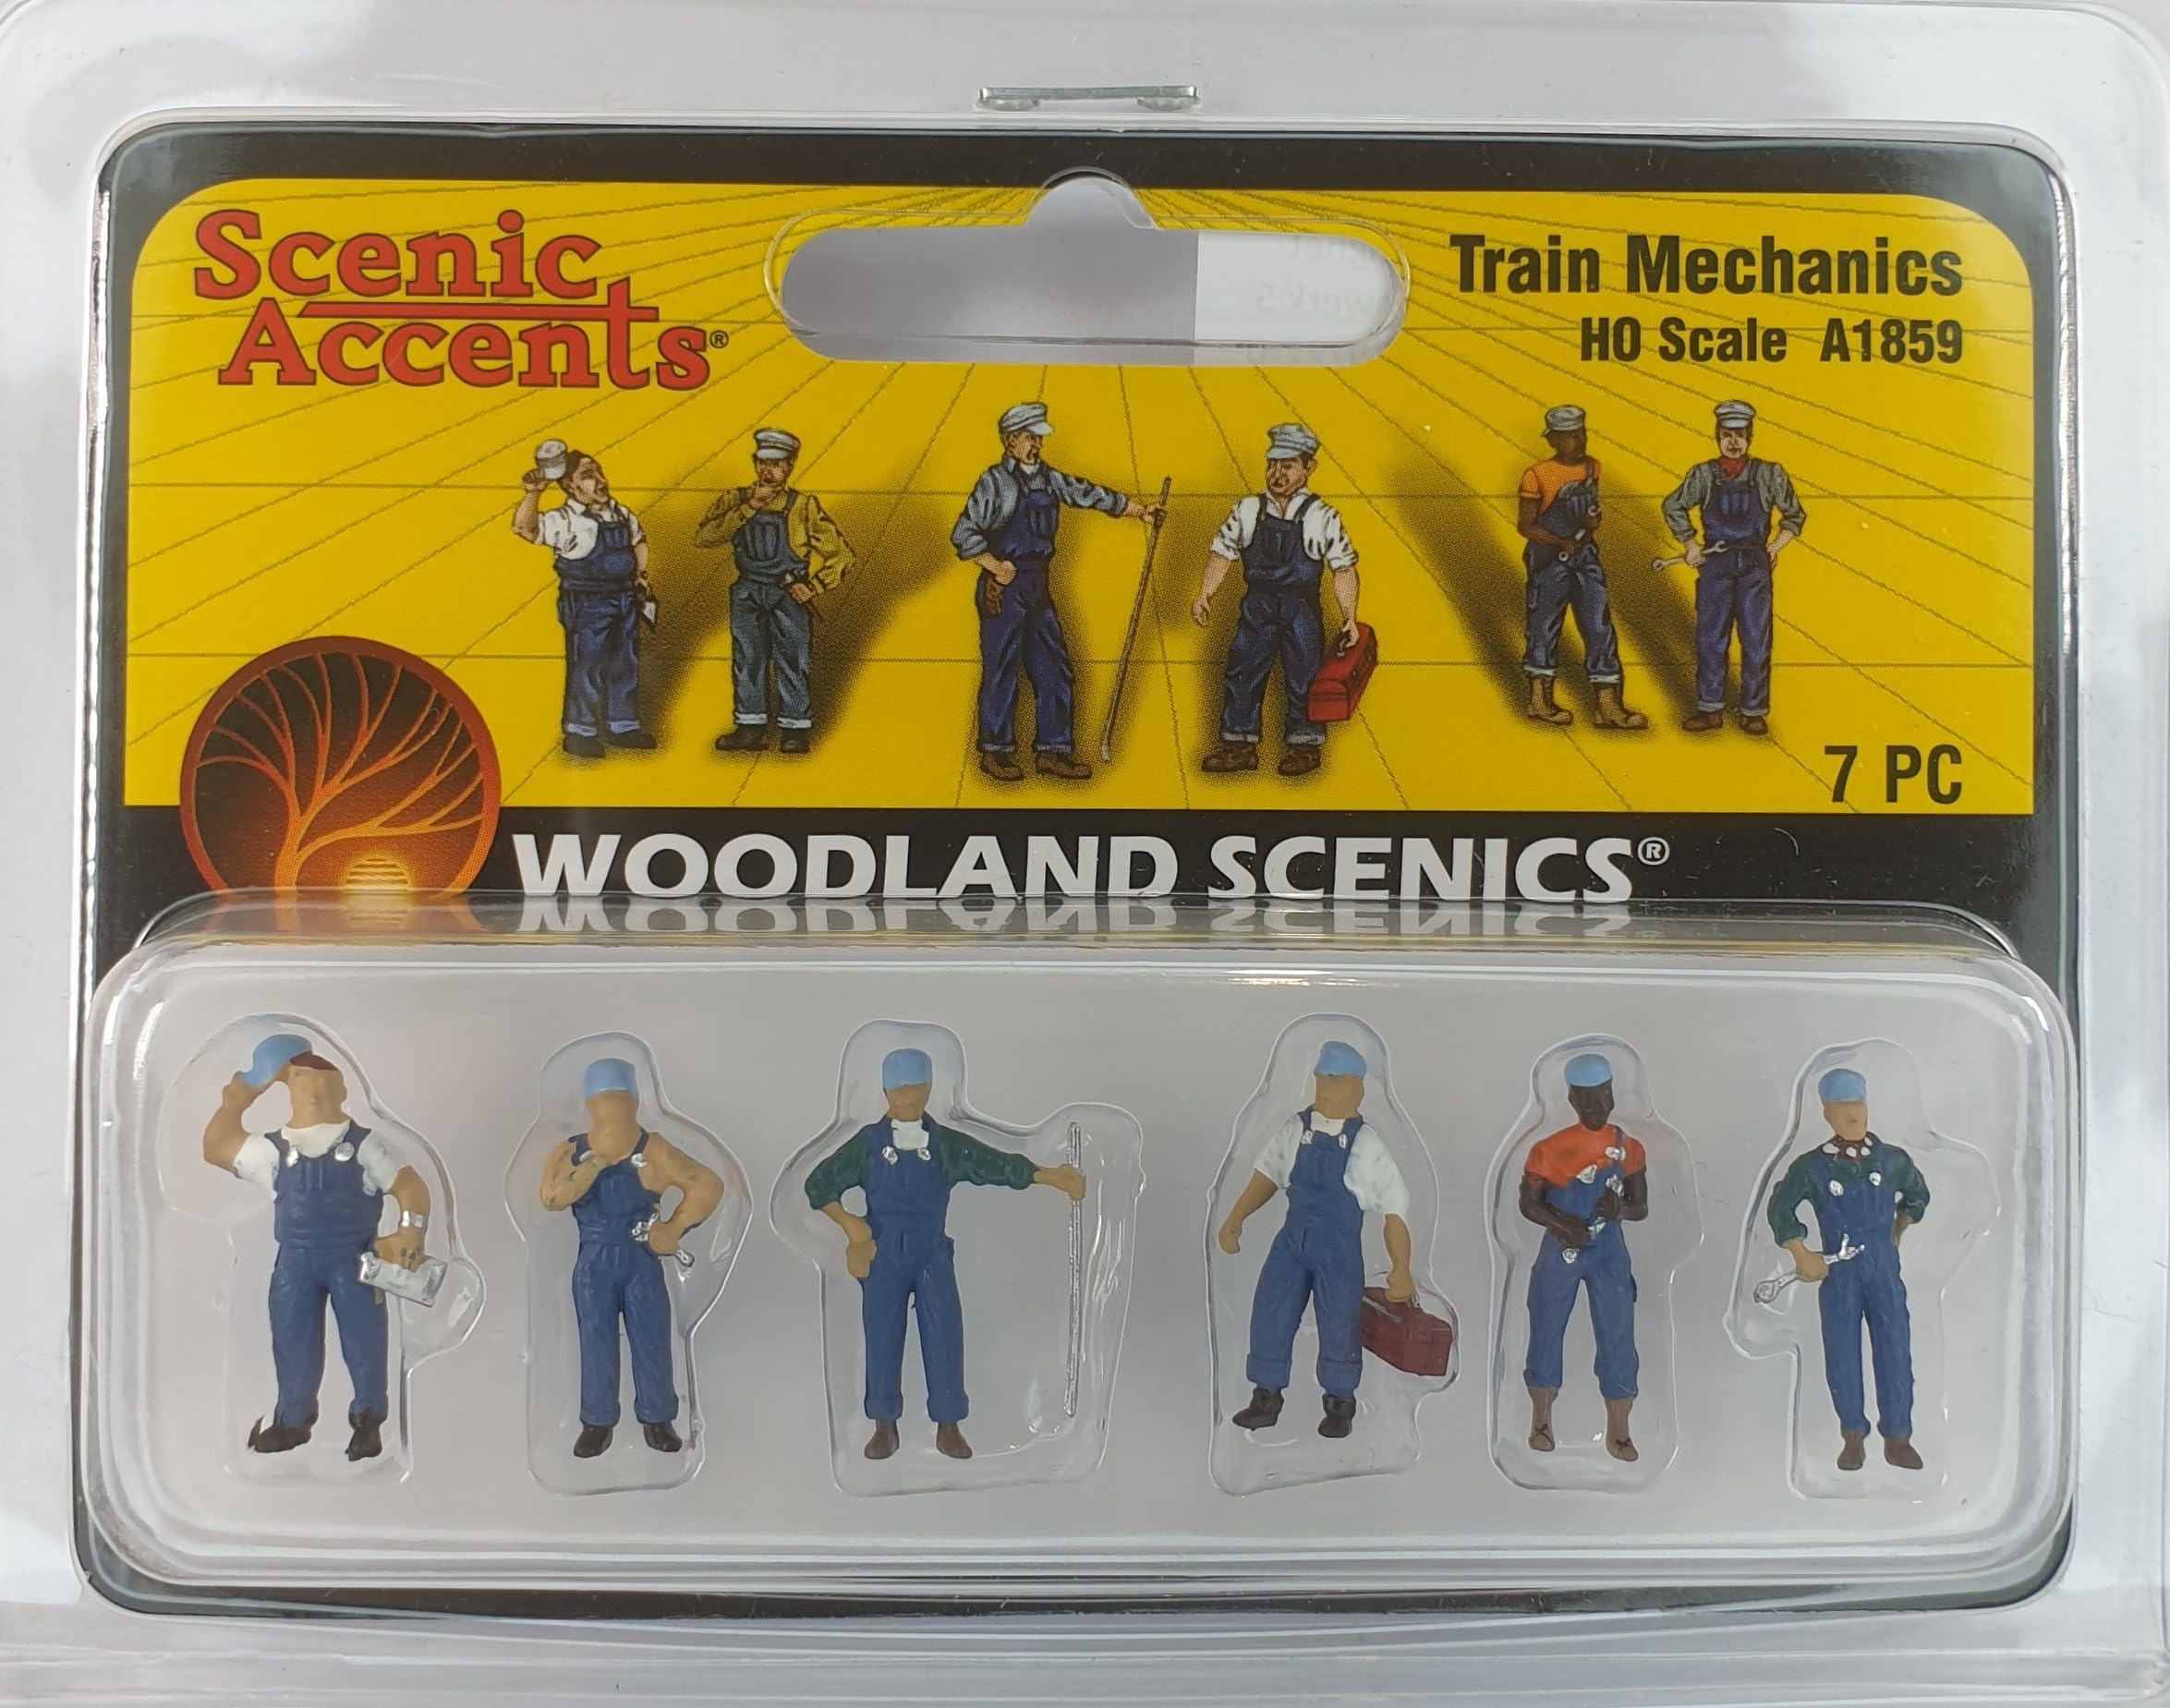 Scenic
Accents®
Train Mechanics
HO Scale A1859
7 PC
WOODLAND SCENICS®